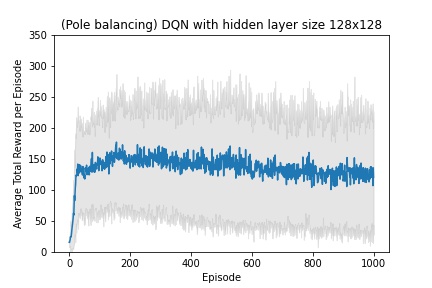 (Pole balancing) DQN with hidden layer size 128x128
Average Total Reward per Episode
350
300
250
200
150
100
50
0
0 200 400 600 800 1000
Episode